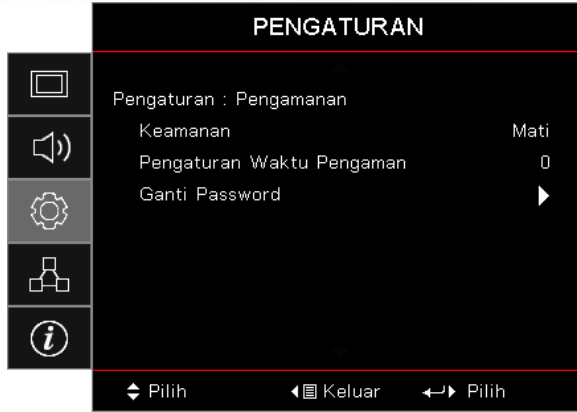 PENGATURAN
Pengaturan : Pengamanan
Keamanan Mati
Pengaturan Waktu Pengaman 0
Ganti Password
Pilih Keluar Pilih